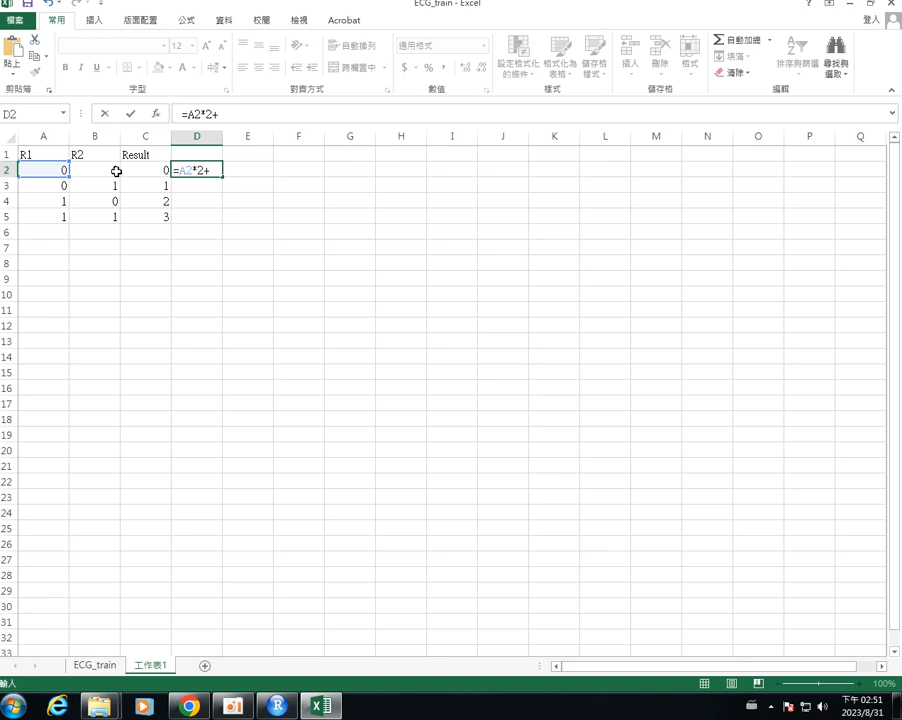 ECG_train - Excel
檔案 常用 插入 版面配置 公式 資料 校閱 檢視 Acrobat 登入
12 A A 自動換列 通用格式 自動加總
貼上 B I U A 中 跨欄置中 $ % , 設定格式化的條件 格式化為表格 儲存格樣式 插入 刪除 格式 填滿 清除 排序與篩選 尋找與選取
剪貼簿 字型 對齊方式 數值 樣式 儲存格 編輯
D2 fx =A2*2+
A B C D E F G H I J K L M N O P Q
1 R1 R2 Result
2 0 0 =A2*2+
3 0 1 1
4 1 0 2
5 1 1 3
6
7
8
9
10
11
12
13
14
15
16
17
18
19
20
21
22
23
24
25
26
27
28
29
30
31
32
33
ECG_train 工作表1
輸入 100%
下午 02:51
2023/8/31